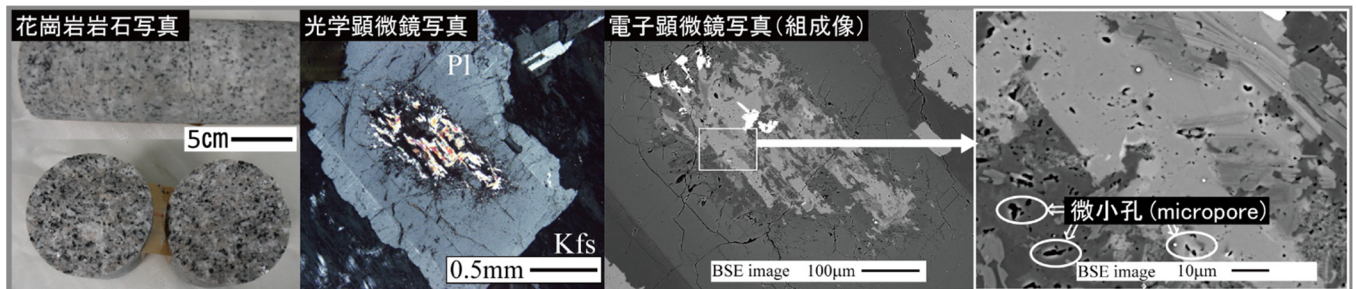 花崗岩岩石写真
5㎝
光学顕微鏡写真
Pl
Kfs
0.5mm
電子顕微鏡写真(組成像)
BSE image 100μm
微小孔(micropore)
BSE image 10μm